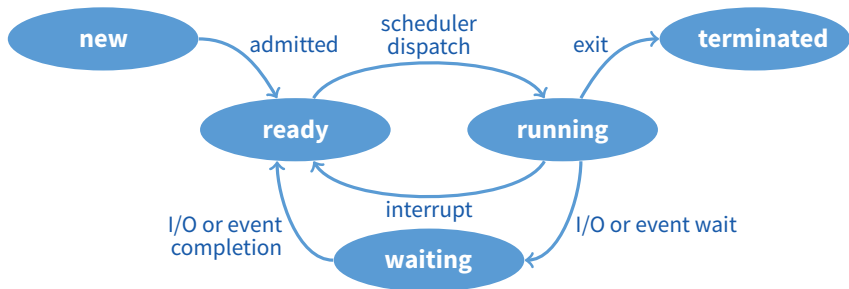 new
admitted
scheduler
dispatch
exit
terminated
ready
running
interrupt
I/O or event
completion
I/O or event wait
waiting